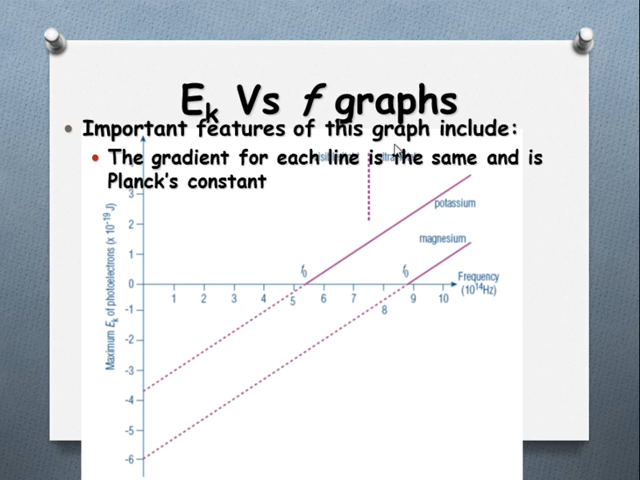 Ek Vs f graphs
Important features of this graph include:
The gradient for each line is the same and is
Planck's constant
Maximum Ek of photoelectrons (x 10-19 J)
3
2
1
0
-1
-2
-3
-4
-5
-6
1 2 3 4 5 6 7 8 9 10
f0
f0
potassium
magnesium
Frequency
(10¹⁴Hz)